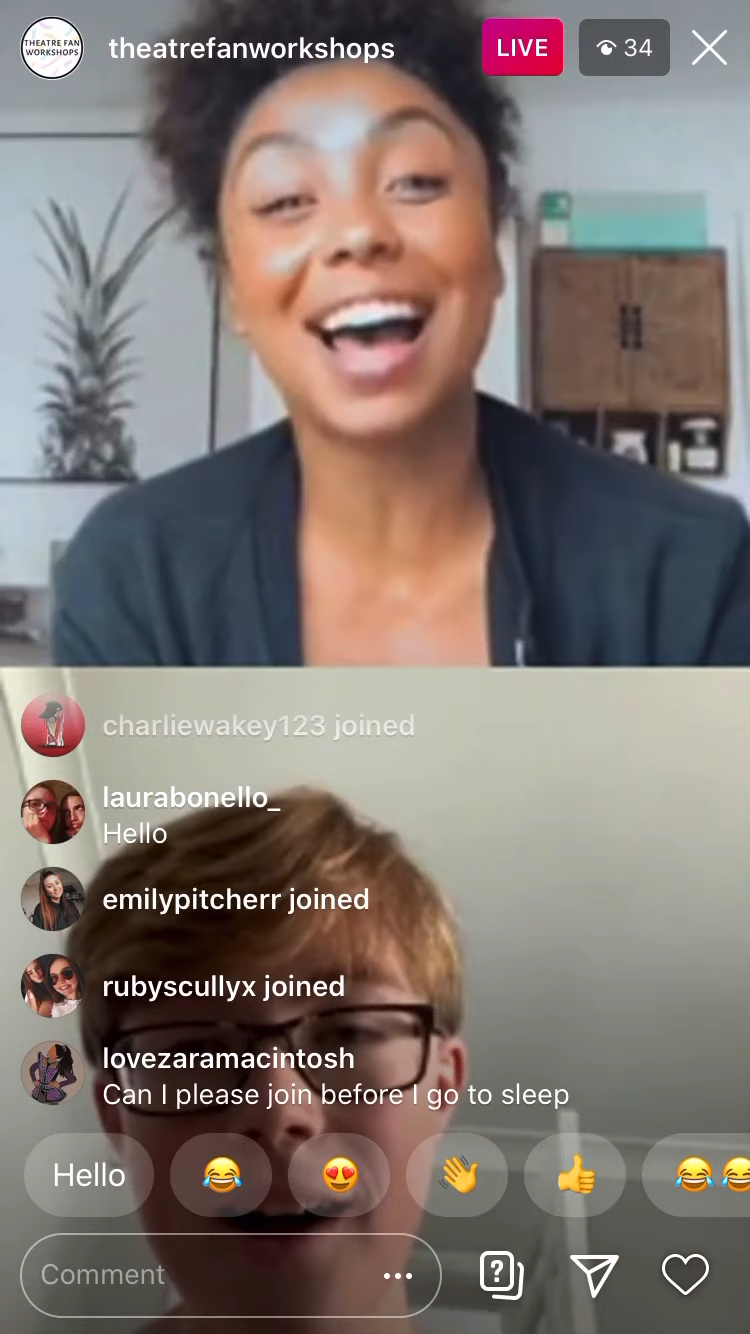 THEATRE FAN
WORKSHOPS
theatrefanworkshops
LIVE
34
charliewakey123 joined
laurabonello_
Hello
emilypitcherr joined
rubyscullyx joined
lovezaramacintosh
Can I please join before I go to sleep
Hello
Comment